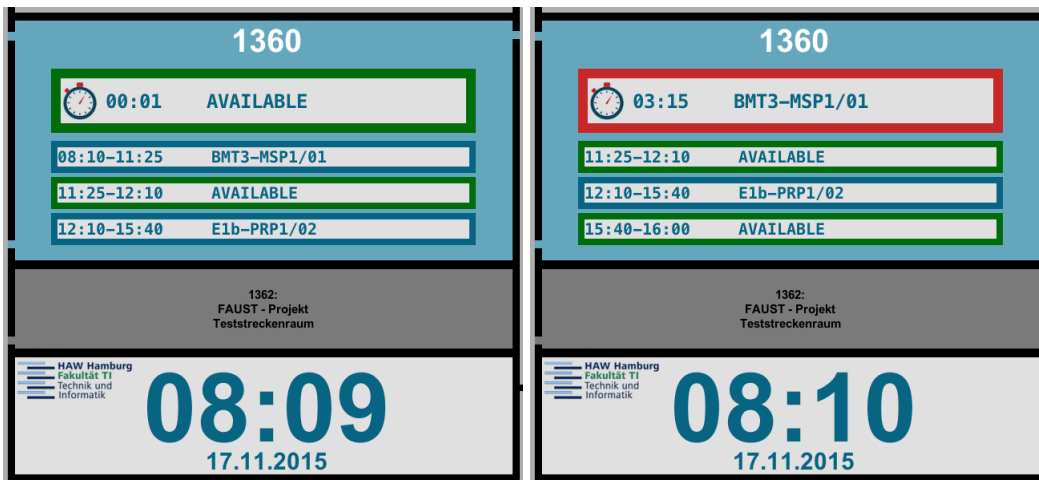 1360
00:01 AVAILABLE
08:10-11:25 BMT3-MSP1/01
11:25-12:10 AVAILABLE
12:10-15:40 E1b-PRP1/02
1362:
FAUST - Projekt
Teststreckenraum
HAW Hamburg
Fakultät TI
Technik und
Informatik
08:09
17.11.2015
1360
03:15 BMT3-MSP1/01
11:25-12:10 AVAILABLE
12:10-15:40 E1b-PRP1/02
15:40-16:00 AVAILABLE
1362:
FAUST - Projekt
Teststreckenraum
HAW Hamburg
Fakultät TI
Technik und
Informatik
08:10
17.11.2015